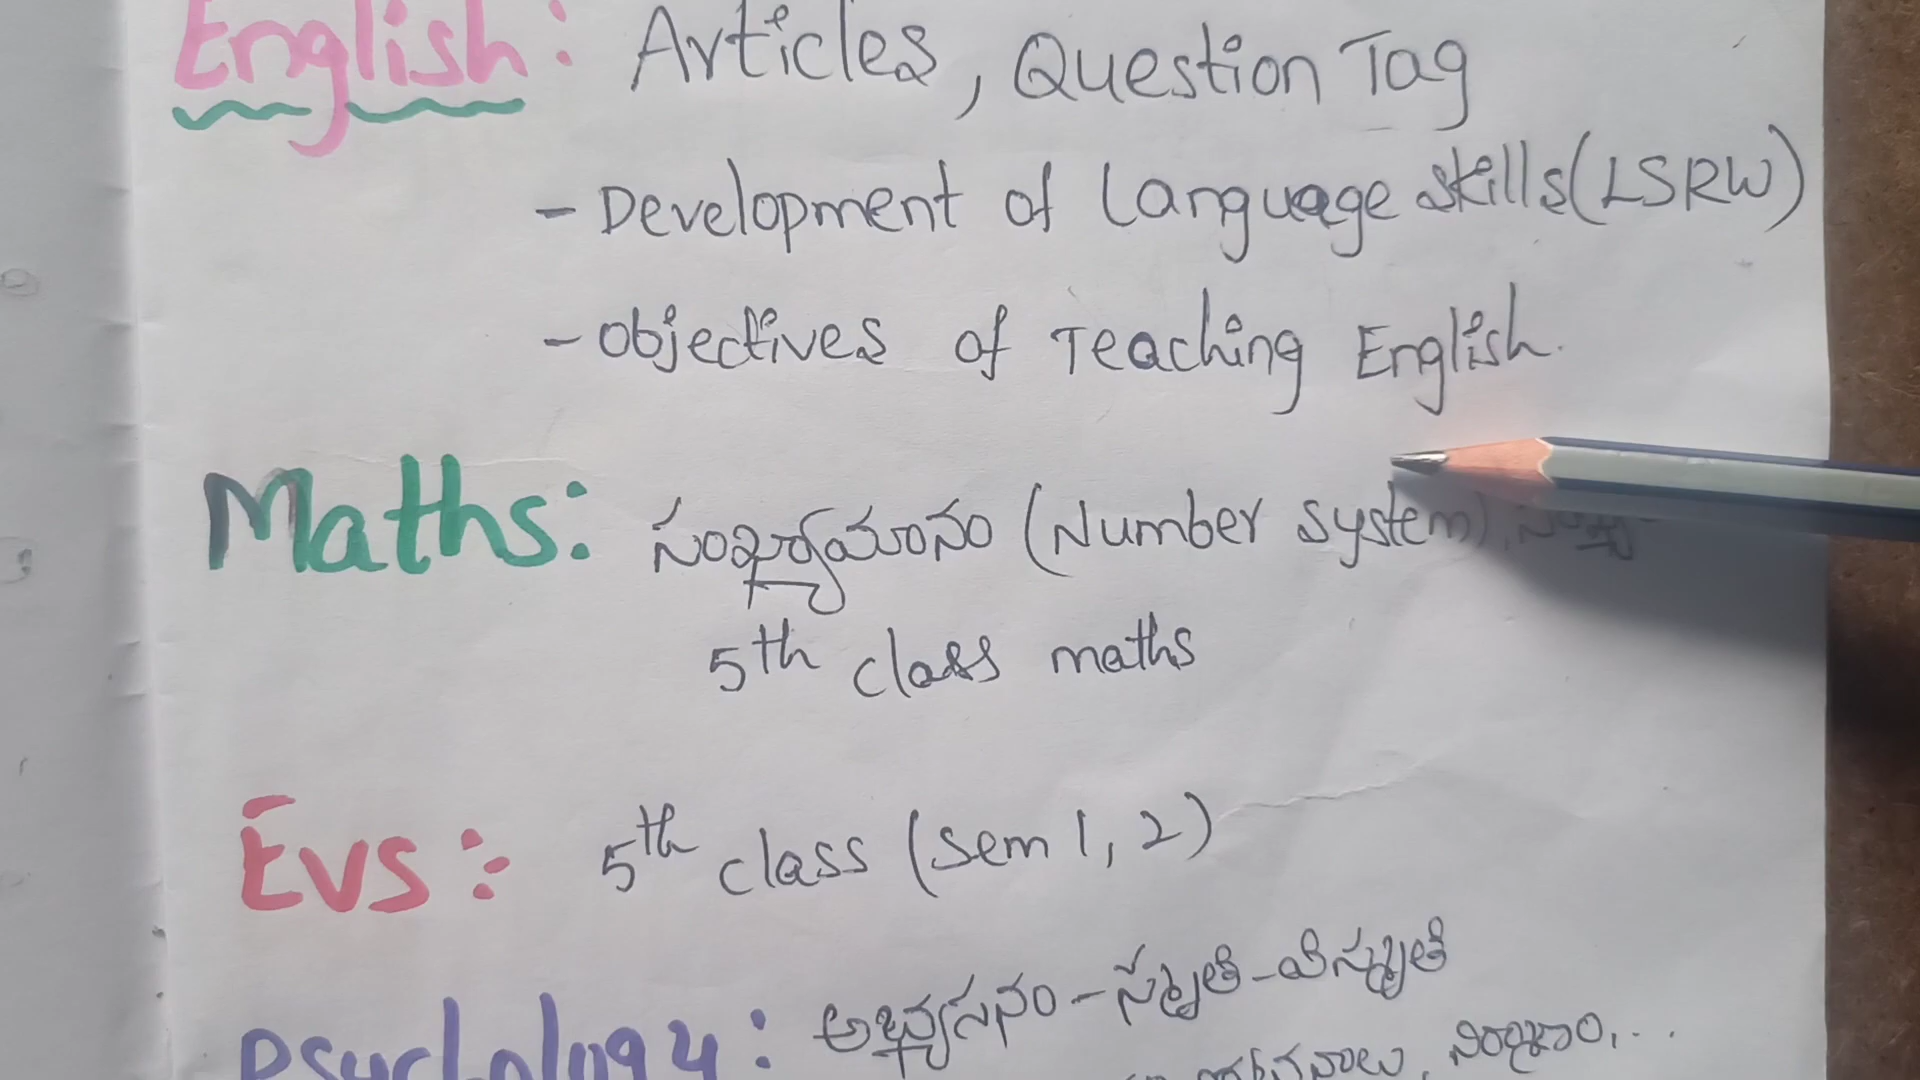 English: Articles, Question Tag
- Development of Language Skills (LSRW)
- Objectives of Teaching English.
Maths: సంఖ్యామానం (Number System),
5th class maths
Evs: 5th class (Sem 1, 2)
Psychology: అభ్యసనం - స్మృతి - విస్మృతి